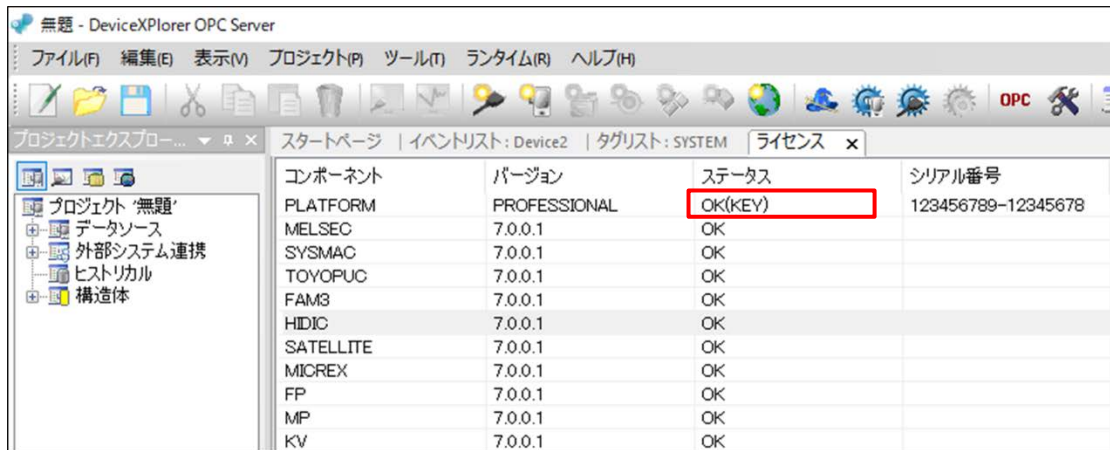 無題 - DeviceXPlorer OPC Server
ファイル(F) 編集(E) 表示(V) プロジェクト(P) ツール(T) ランタイム(R) ヘルプ(H)
OPC
プロジェクトエクスプロー...
スタートページ | イベントリスト : Device2 | タグリスト : SYSTEM ライセンス x
プロジェクト '無題'
データソース
外部システム連携
ヒストリカル
構造体
コンポーネント バージョン ステータス シリアル番号
PLATFORM PROFESSIONAL OK(KEY) 123456789-12345678
MELSEC 7.0.0.1 OK
SYSMAC 7.0.0.1 OK
TOYOPUC 7.0.0.1 OK
FAM3 7.0.0.1 OK
HIDIC 7.0.0.1 OK
SATELLITE 7.0.0.1 OK
MICREX 7.0.0.1 OK
FP 7.0.0.1 OK
MP 7.0.0.1 OK
KV 7.0.0.1 OK